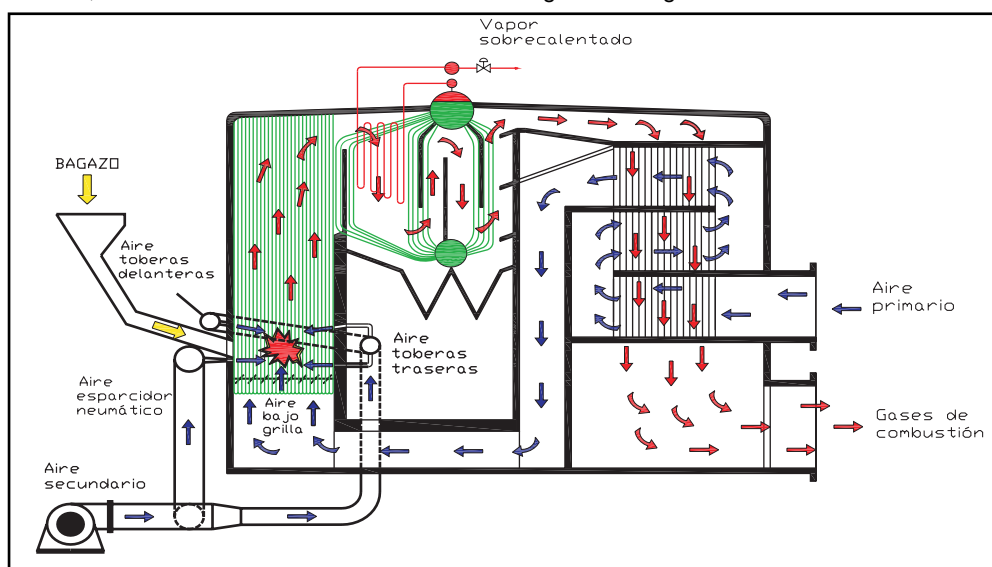 Vapor
sobrecalentado
BAGAZO
Aire
toberas
delanteras
Aire
primario
Aire
toberas
traseras
Aire
esparcidor
neumático
Aire
bajo
grilla
Gases de
combustión
Aire
secundario